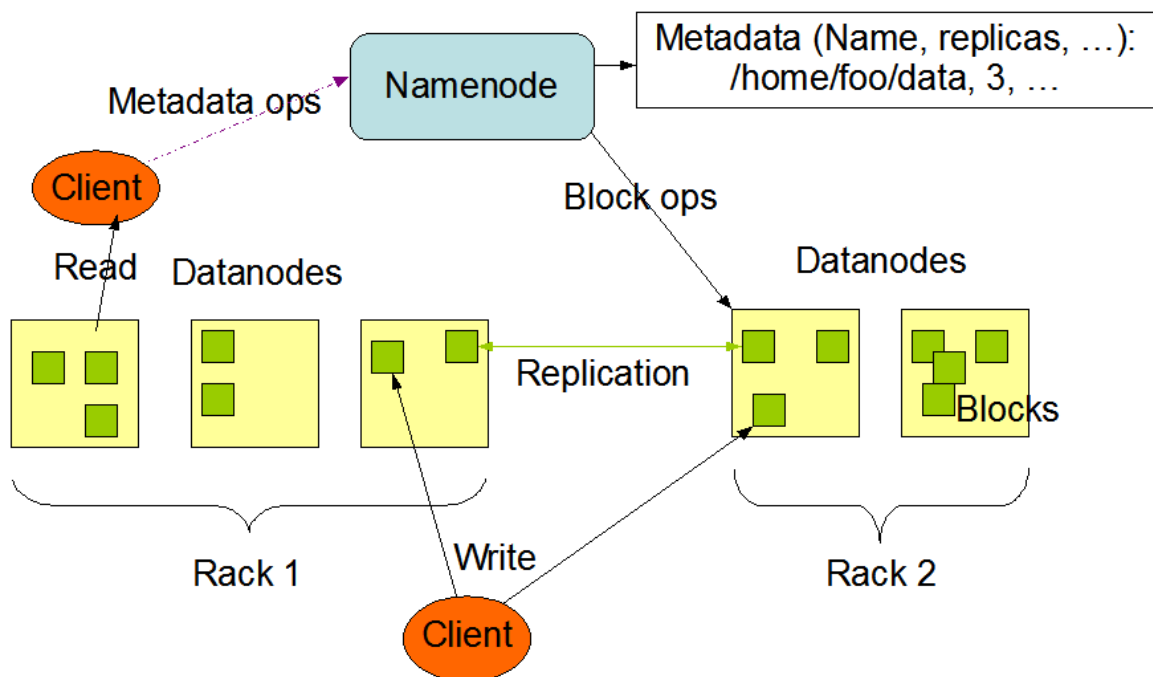 Metadata (Name, replicas, …):
/home/foo/data, 3, …
Namenode
Metadata ops
Client
Block ops
Read
Datanodes
Datanodes
Replication
Blocks
Rack 1
Write
Rack 2
Client